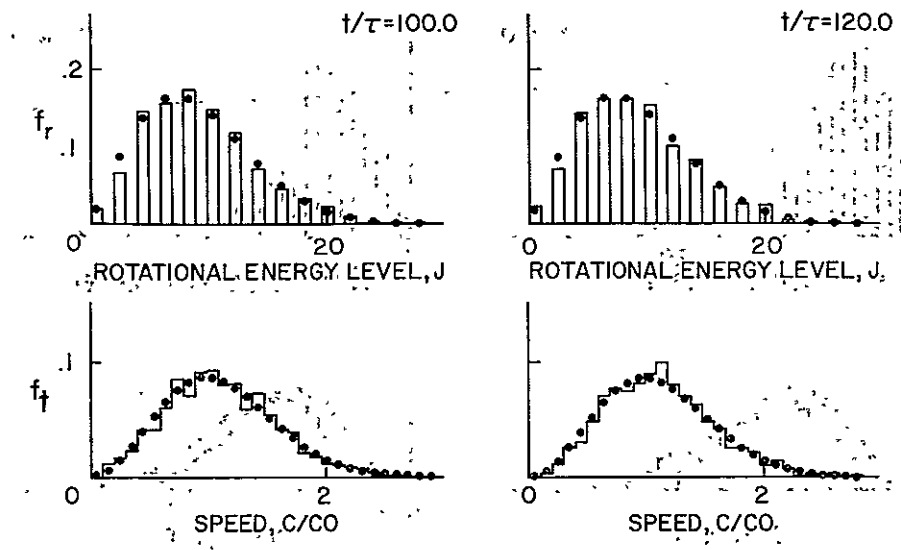 t/τ=100.0
.2
f_r
.1
0
20
ROTATIONAL ENERGY LEVEL, J
t/τ=120.0
0
20
ROTATIONAL ENERGY LEVEL, J
.1
f_t
0
2
SPEED, C/CO
0
2
SPEED, C/CO